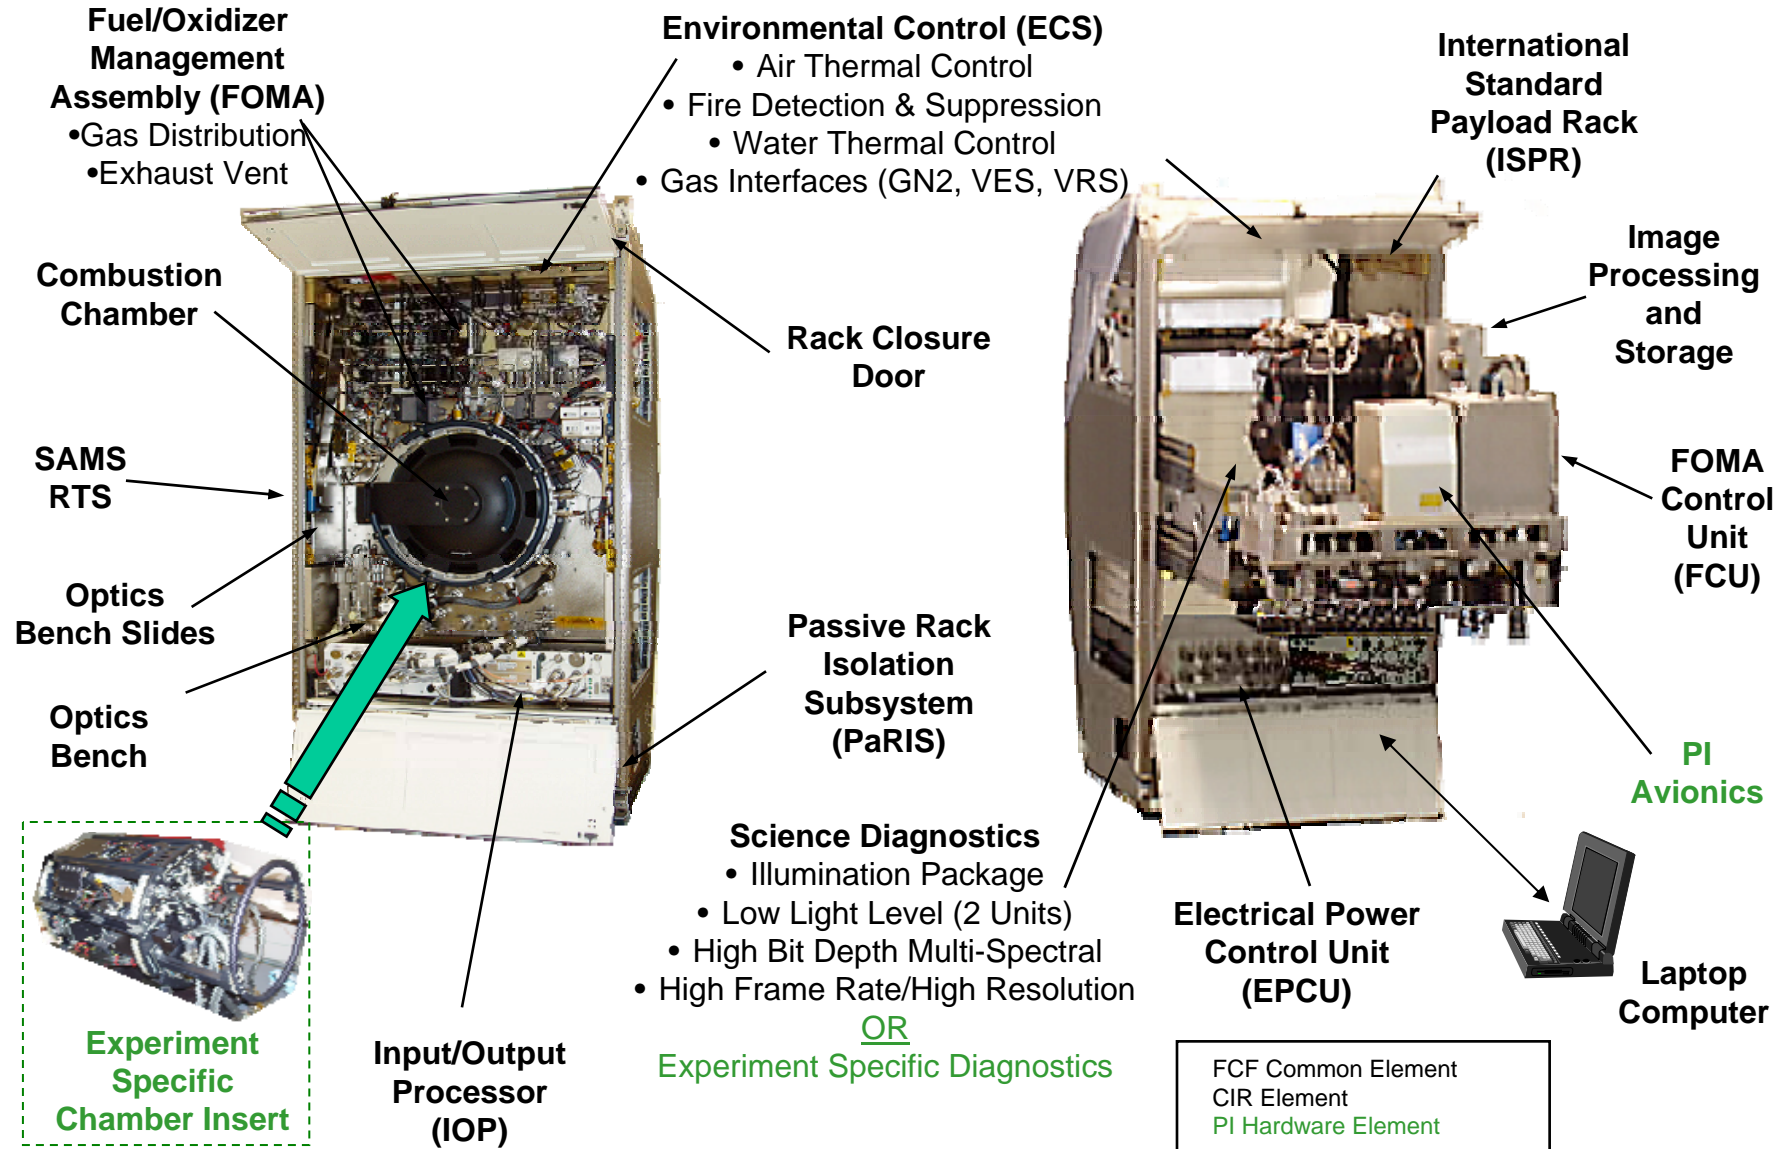 Fuel/Oxidizer
Management
Assembly (FOMA)
•Gas Distribution
•Exhaust Vent
Environmental Control (ECS)
• Air Thermal Control
• Fire Detection & Suppression
• Water Thermal Control
• Gas Interfaces (GN2, VES, VRS)
International
Standard
Payload Rack
(ISPR)
Combustion
Chamber
Rack Closure
Door
Image
Processing
and
Storage
SAMS
RTS
FOMA
Control
Unit
(FCU)
Optics
Bench Slides
Passive Rack
Isolation
Subsystem
(PaRIS)
Optics
Bench
PI
Avionics
Science Diagnostics
• Illumination Package
• Low Light Level (2 Units)
• High Bit Depth Multi-Spectral
• High Frame Rate/High Resolution
OR
Experiment Specific Diagnostics
Electrical Power
Control Unit
(EPCU)
Laptop
Computer
Experiment
Specific
Chamber Insert
Input/Output
Processor
(IOP)
FCF Common Element
CIR Element
PI Hardware Element